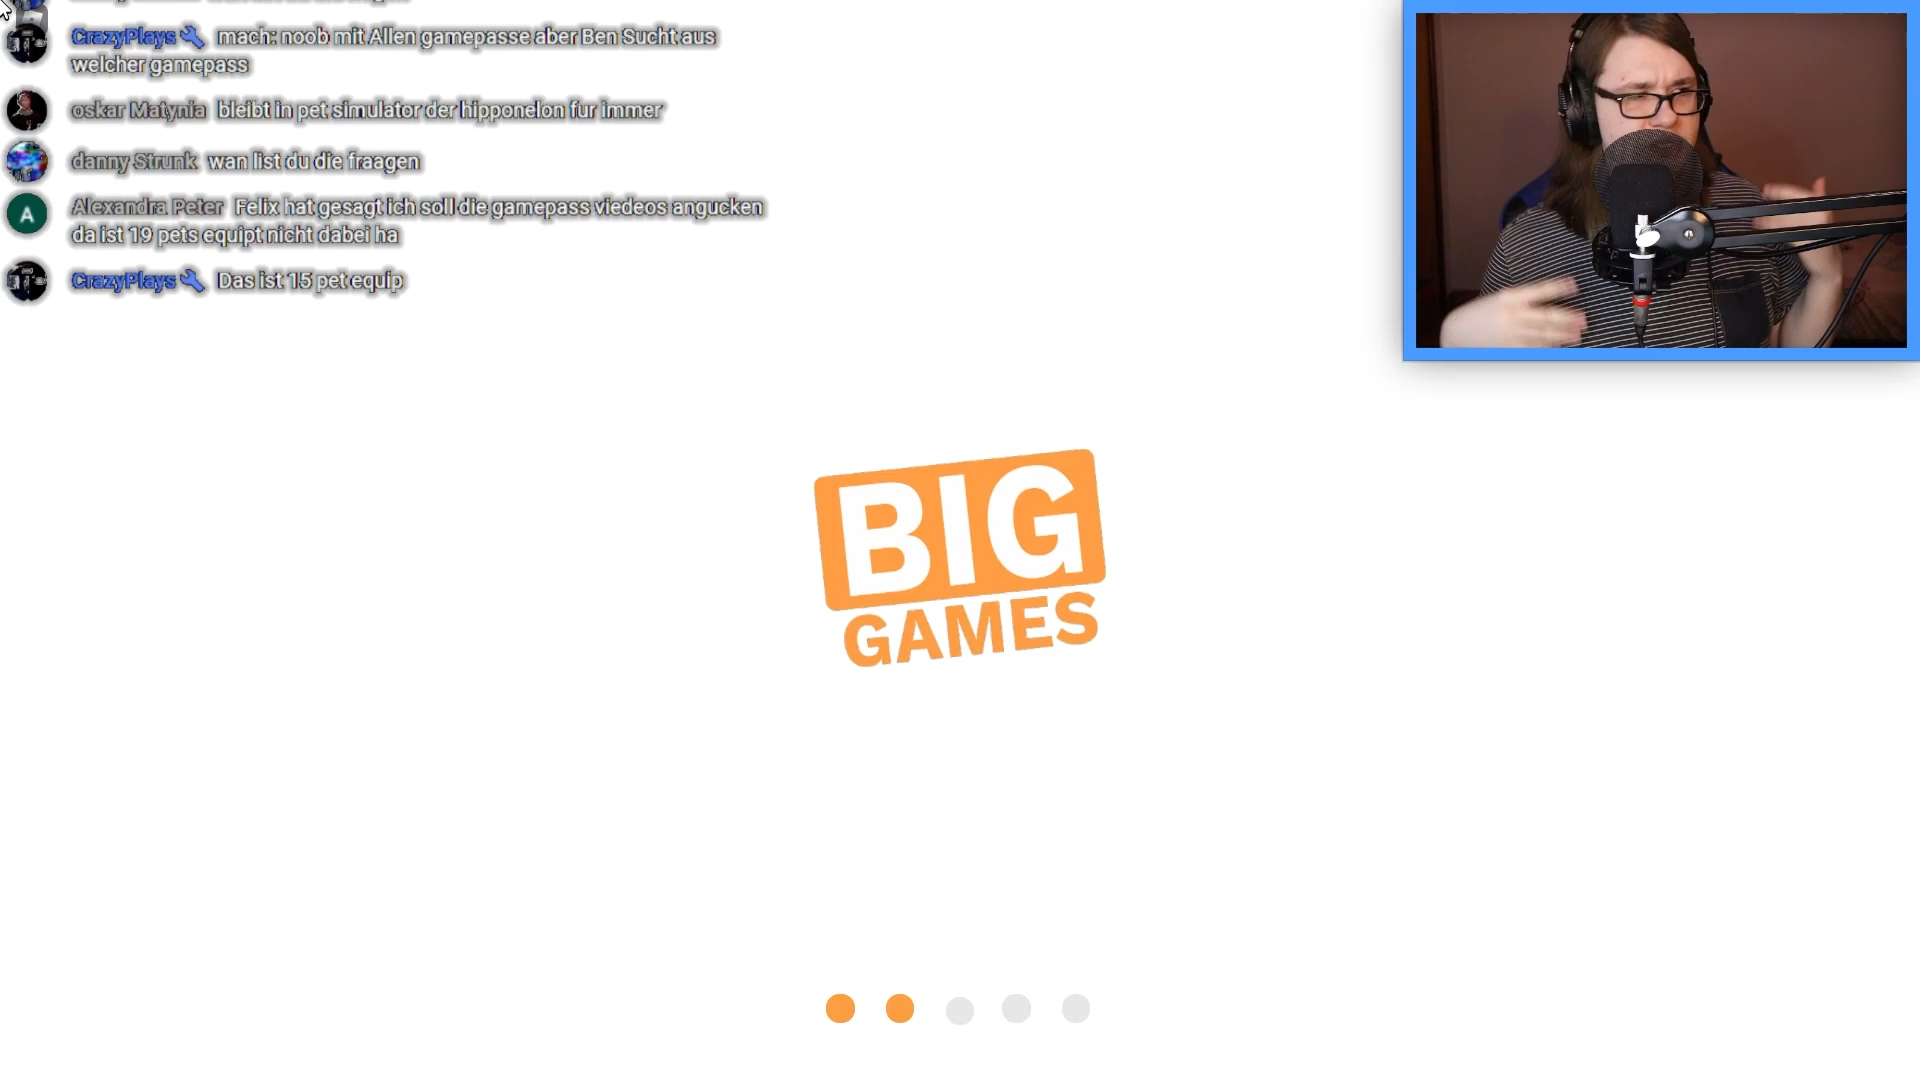 CrazyPlays mach: noob mit Allen gamepasse aber Ben Sucht aus
welcher gamepass
oskar Matynia bleibt in pet simulator der hipponelon fur immer
danny Strunk wan list du die fraagen
Alexandra Peter Felix hat gesagt ich soll die gamepass viedeos angucken
da ist 19 pets equipt nicht dabei ha
CrazyPlays Das ist 15 pet equip
A
BIG
GAMES